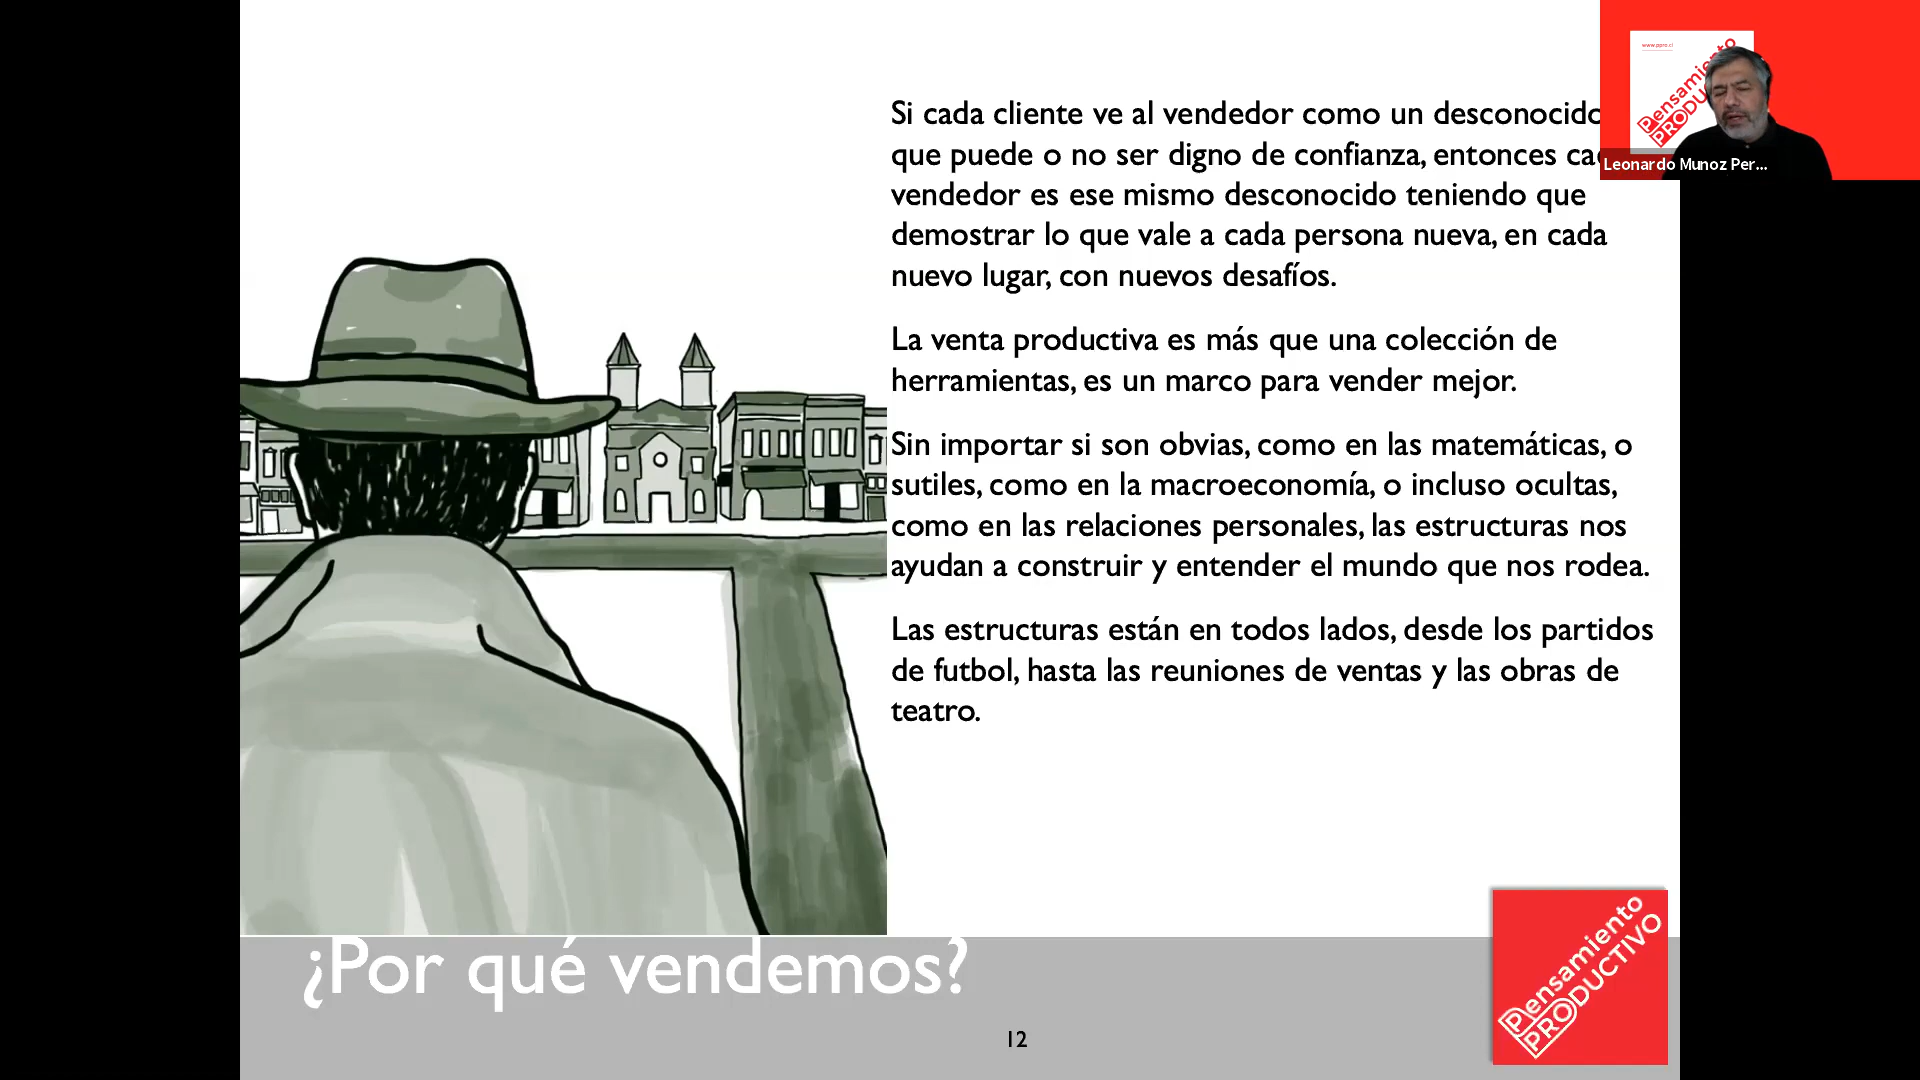 Si cada cliente ve al vendedor como un desconocido
que puede o no ser digno de confianza, entonces
vendedor es ese mismo desconocido teniendo que
demostrar lo que vale a cada persona nueva, en cada
nuevo lugar, con nuevos desafíos.
La venta productiva es más que una colección de
herramientas, es un marco para vender mejor.
Sin importar si son obvias, como en las matemáticas, o
sutiles, como en la macroeconomía, o incluso ocultas,
como en las relaciones personales, las estructuras nos
ayudan a construir y entender el mundo que nos rodea.
Las estructuras están en todos lados, desde los partidos
de futbol, hasta las reuniones de ventas y las obras de
teatro.
¿Por qué vendemos?
12
Pensamiento
PRODUCTIVO
www.ppro.cl
Pensamiento
Leonardo Munoz Per...